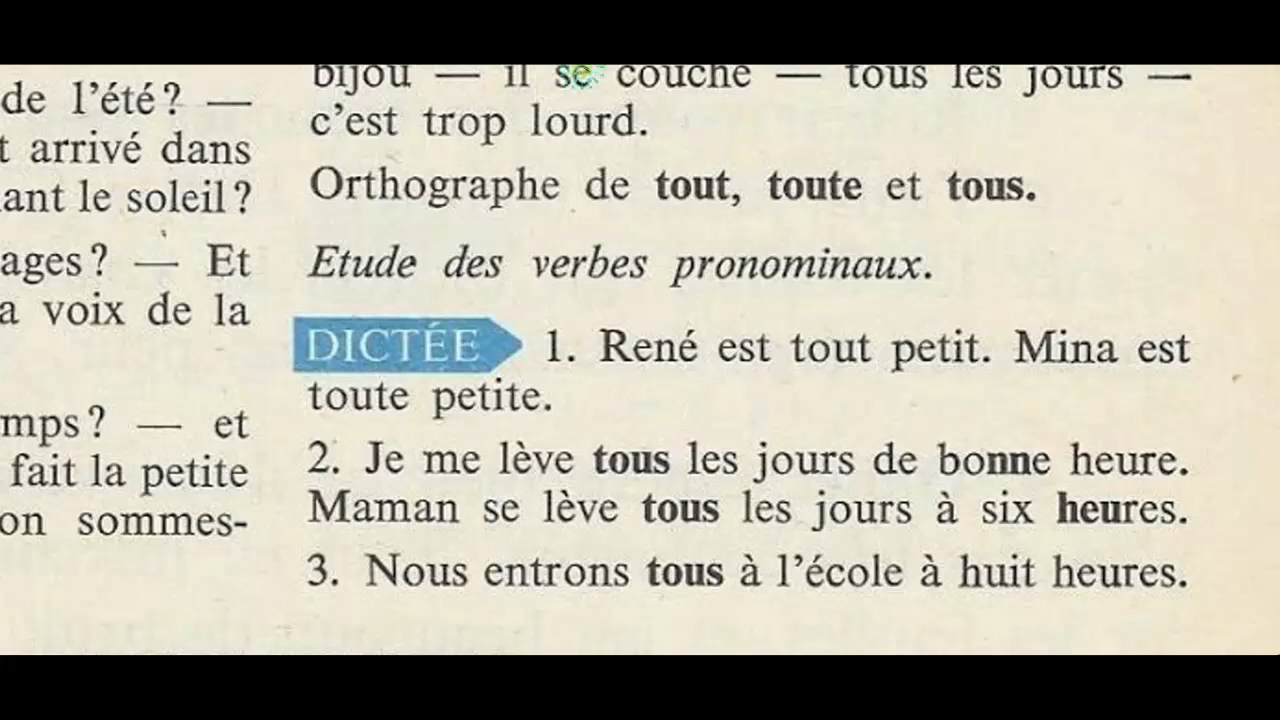 de l'été? —
t arrivé dans
ant le soleil?
ages? — Et
a voix de la
mps? — et
fait la petite
on sommes-
bijou — il se couche — tous les jours —
c'est trop lourd.
Orthographe de tout, toute et tous.
Etude des verbes pronominaux.
DICTÉE 1. René est tout petit. Mina est
toute petite.
2. Je me lève tous les jours de bonne heure.
Maman se lève tous les jours à six heures.
3. Nous entrons tous à l'école à huit heures.